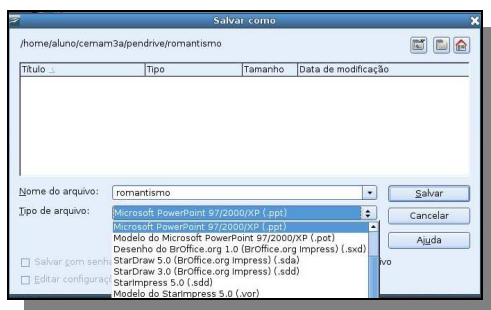 Salvar como
/home/aluno/cemam3a/pendrive/romantismo
Título Tipo Tamanho Data de modificação
Nome do arquivo: romantismo Salvar
Tipo de arquivo: Microsoft PowerPoint 97/2000/XP (.ppt) Cancelar
Microsoft PowerPoint 97/2000/XP (.ppt)
Modelo do Microsoft PowerPoint 97/2000/XP (.pot) Ajuda
Desenho do BrOffice.org 1.0 (BrOffice.org Impress) (.sxd)
Salvar com senh StarDraw 5.0 (BrOffice.org Impress) (.sda) ivo
StarDraw 3.0 (BrOffice.org Impress) (.sdd)
Editar configuraç StarImpress 5.0 (.sdd)
Modelo do StarImpress 5.0 (.vor)